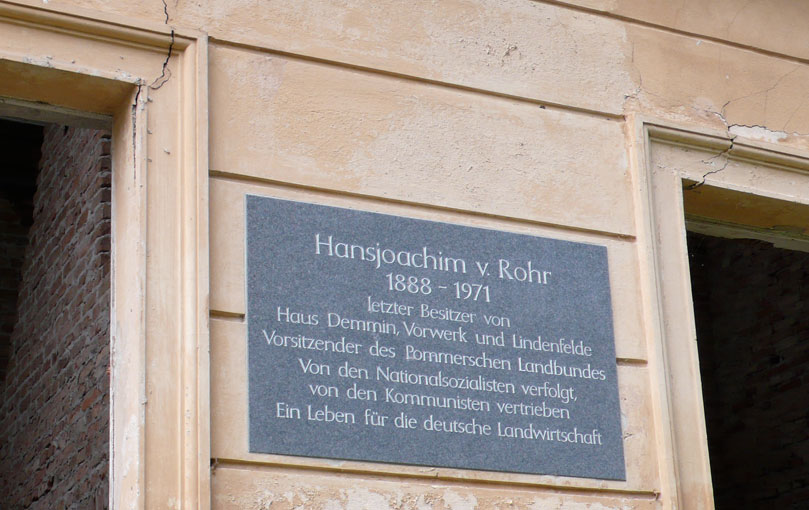 Hansjoachim v. Rohr
1888 - 1971
letzter Besitzer von
Haus Demmin, Vorwerk und Lindenfelde
Vorsitzender des Pommerschen Landbundes
Von den Nationalsozialisten verfolgt,
von den Kommunisten vertrieben
Ein Leben für die deutsche Landwirtschaft